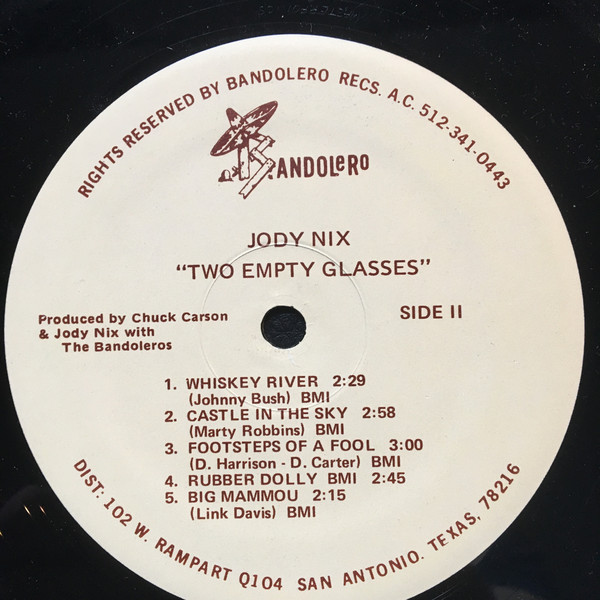 RIGHTS RESERVED BY BANDOLERO RECS. A.C. 512-341-0443
BANDOLeRO
JODY NIX
"TWO EMPTY GLASSES"
Produced by Chuck Carson
& Jody Nix with
The Bandoleros
SIDE II
1. WHISKEY RIVER 2:29
(Johnny Bush) BMI
2. CASTLE IN THE SKY 2:58
(Marty Robbins) BMI
3. FOOTSTEPS OF A FOOL 3:00
(D. Harrison - D. Carter) BMI
4. RUBBER DOLLY BMI 2:45
5. BIG MAMMOU 2:15
(Link Davis) BMI
DIST: 102 W. RAMPART Q104 SAN ANTONIO. TEXAS, 78216